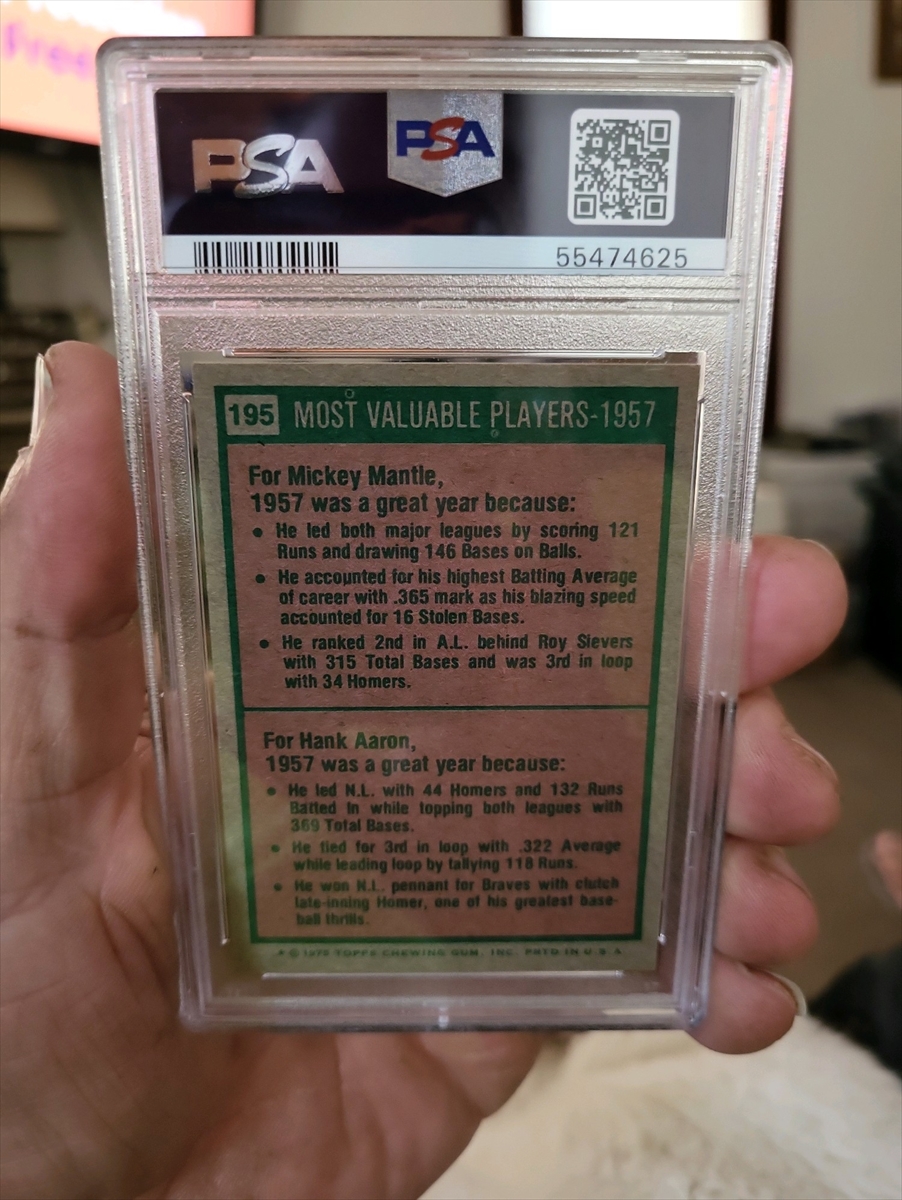 Free
PSA
PSA
55474625
195 MOST VALUABLE PLAYERS-1957
For Mickey Mantle,
1957 was a great year because:
• He led both major leagues by scoring 121
Runs and drawing 146 Bases on Balls.
• He accounted for his highest Batting Average
of career with .365 mark as his blazing speed
accounted for 16 Stolen Bases.
• He ranked 2nd in A.L. behind Roy Sievers
with 315 Total Bases and was 3rd in loop
with 34 Homers.
For Hank Aaron,
1957 was a great year because:
• He led N.L. with 44 Homers and 132 Runs
Batted In while topping both leagues with
369 Total Bases.
• He tied for 3rd in loop with .322 Average
while leading loop by tallying 118 Runs.
• He won N.L. pennant for Braves with clutch
late-inning Homer, one of his greatest base-
ball thrills.
* © 1975 TOPPS CHEWING GUM, INC. PRTD IN U.S.A.